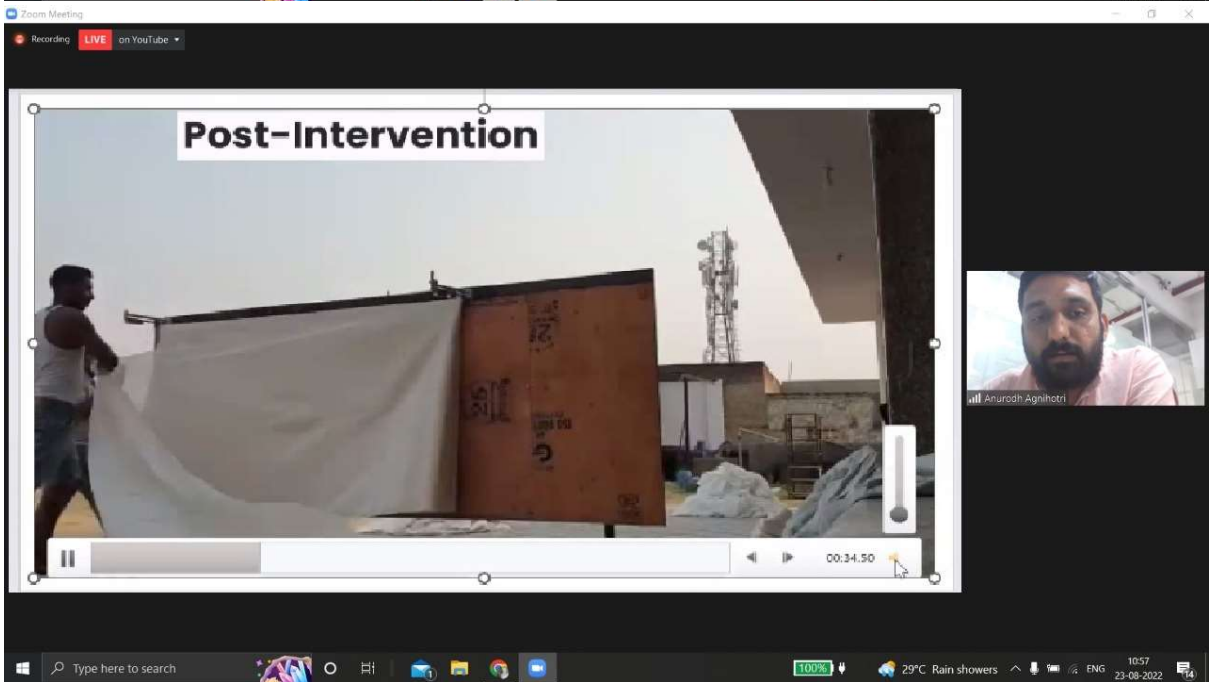 Zoom Meeting
Recording LIVE on YouTube
Post-Intervention
25
00:34.50
Anurodh Agnihotri
Type here to search
100%
29°C Rain showers
ENG
10:57
23-08-2022
14